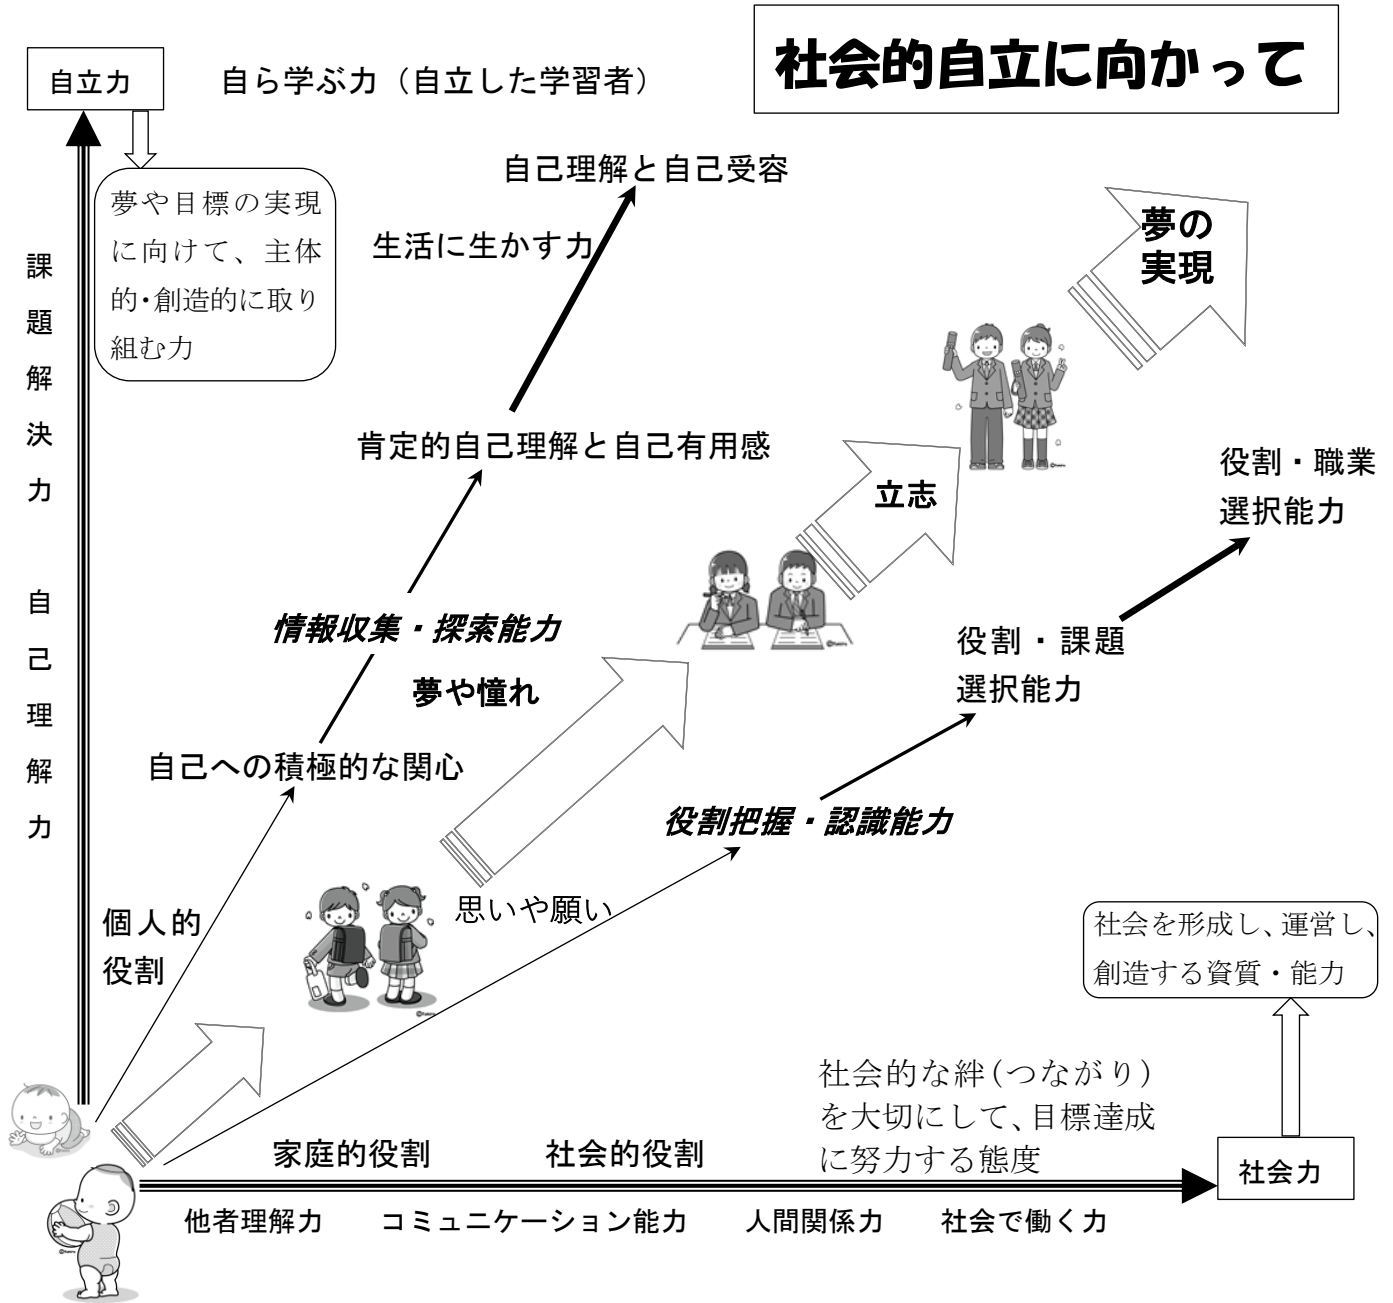 社会的自立に向かって
自立力
自ら学ぶ力（自立した学習者）
自己理解と自己受容
夢や目標の実現
に向けて、主体
的・創造的に取り
組む力
生活に生かす力
夢の
実現
課題解決力　自己理解力
肯定的自己理解と自己有用感
立志
役割・職業
選択能力
情報収集・探索能力
役割・課題
選択能力
夢や憧れ
自己への積極的な関心
役割把握・認識能力
個人的
役割
思いや願い
社会を形成し、運営し、
創造する資質・能力
社会的な絆（つながり）
を大切にして、目標達成
に努力する態度
家庭的役割
社会的役割
社会力
他者理解力
コミュニケーション能力
人間関係力
社会で働く力